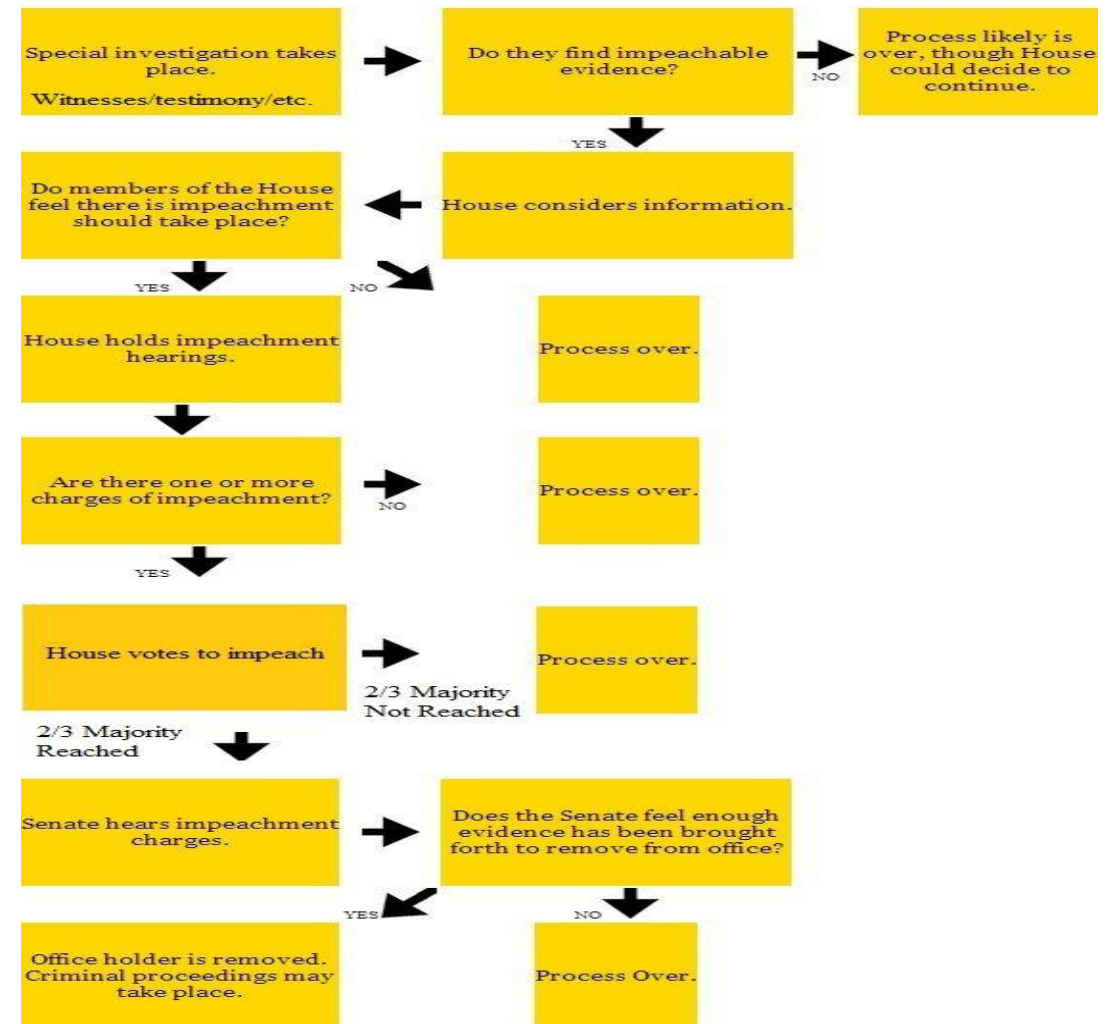 Special investigation takes
place.
Witnesses/testimony/etc.
Do they find impeachable
evidence?
NO
Process likely is
over, though House
could decide to
continue.
YES
Do members of the House
feel there is impeachment
should take place?
House considers information.
YES
NO
House holds impeachment
hearings.
Process over.
Are there one or more
charges of impeachment?
NO
Process over.
YES
House votes to impeach
2/3 Majority
Not Reached
Process over.
2/3 Majority
Reached
Senate hears impeachment
charges.
Does the Senate feel enough
evidence has been brought
forth to remove from office?
YES
NO
Office holder is removed.
Criminal proceedings may
take place.
Process Over.